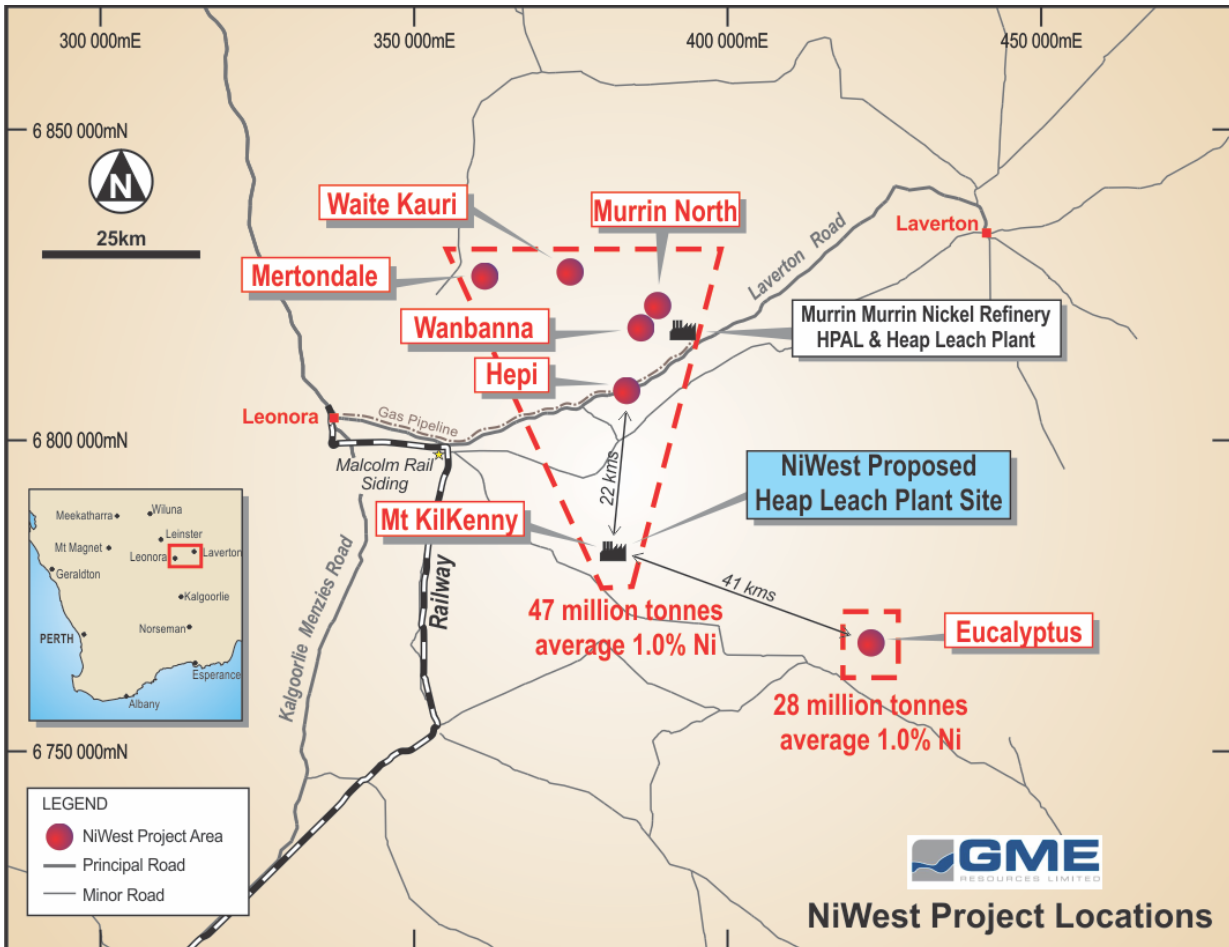 300 000mE
350 000mE
400 000mE
450 000mE
6 850 000mN
N
25km
Waite Kauri
Murrin North
Mertondale
Laverton
Laverton Road
Wanbanna
Murrin Murrin Nickel Refinery
HPAL & Heap Leach Plant
Hepi
Leonora
Gas Pipeline
6 800 000mN
Malcolm Rail
Siding
22 kms
NiWest Proposed
Heap Leach Plant Site
Mt KilKenny
Wiluna
Meekatharra
Leinster
Mt Magnet
Laverton
Leonora
Geraldton
Kalgoorlie
Norseman
PERTH
Esperance
Albany
Kalgoorlie Menzies Road
Railway
41 kms
47 million tonnes
average 1.0% Ni
Eucalyptus
28 million tonnes
average 1.0% Ni
6 750 000mN
LEGEND
NiWest Project Area
Principal Road
Minor Road
GME
RESOURCES LIMITED
NiWest Project Locations